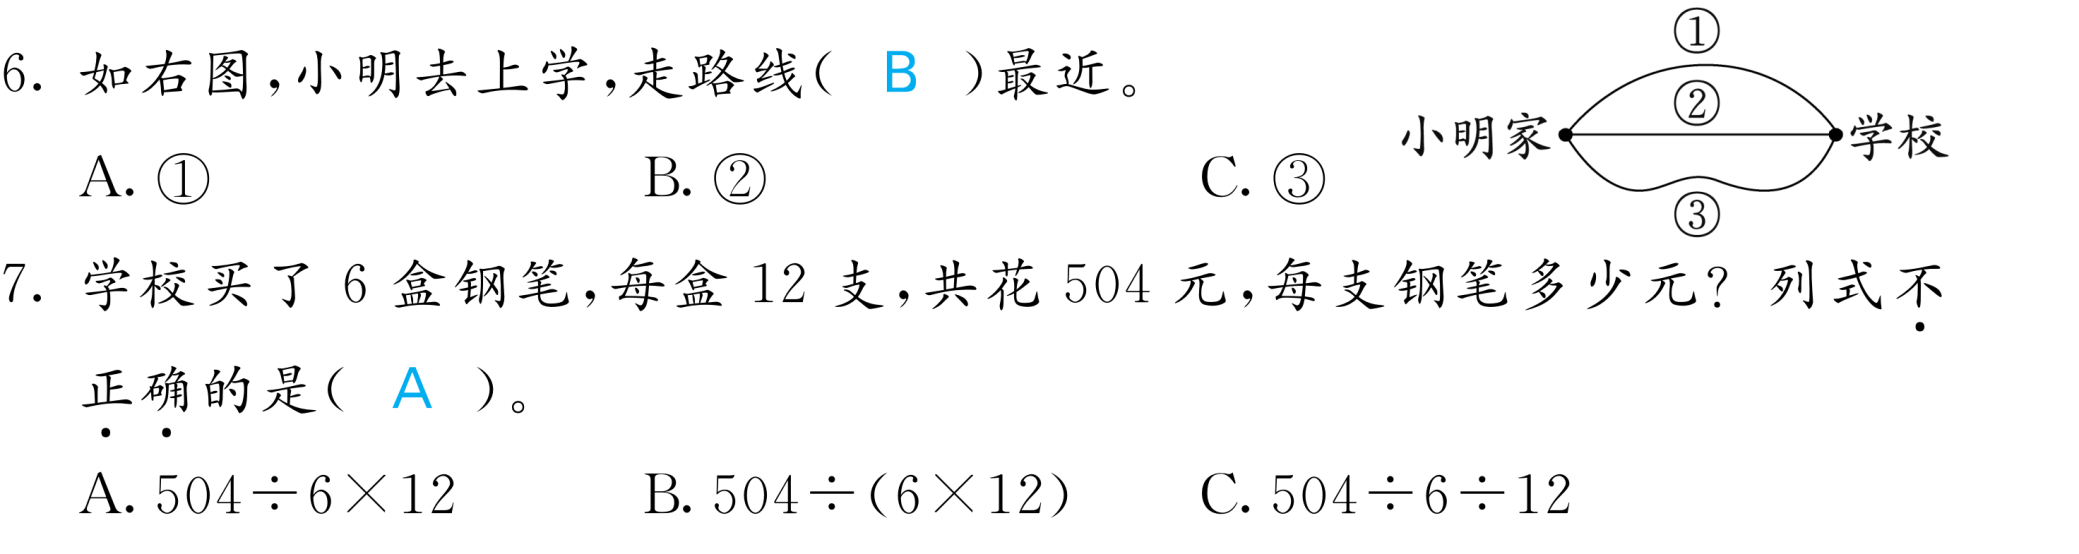 6. 如右图,小明去上学,走路线( B )最近。
A. ① B. ② C. ③
①
②
小明家 学校
③
7. 学校买了 6 盒钢笔,每盒 12 支,共花 504 元,每支钢笔多少元? 列式不
正确的是( A )。
A. 504÷6×12 B. 504÷(6×12) C. 504÷6÷12